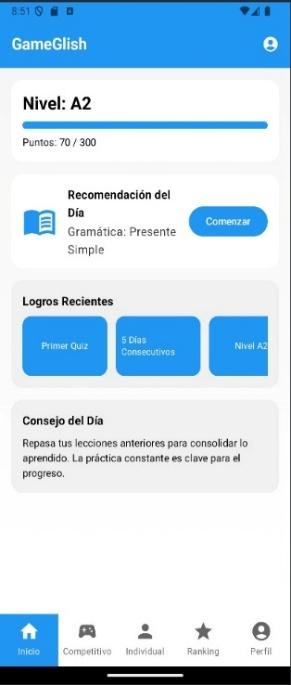 8:51
GameGlish
Nivel: A2
Puntos: 70 / 300
Recomendación del
Día
Gramática: Presente
Simple
Comenzar
Logros Recientes
Primer Quiz
5 Días
Consecutivos
Nivel A2
Consejo del Día
Repasa tus lecciones anteriores para consolidar lo
aprendido. La práctica constante es clave para el
progreso.
Inicio
Competitivo
Individual
Ranking
Perfil